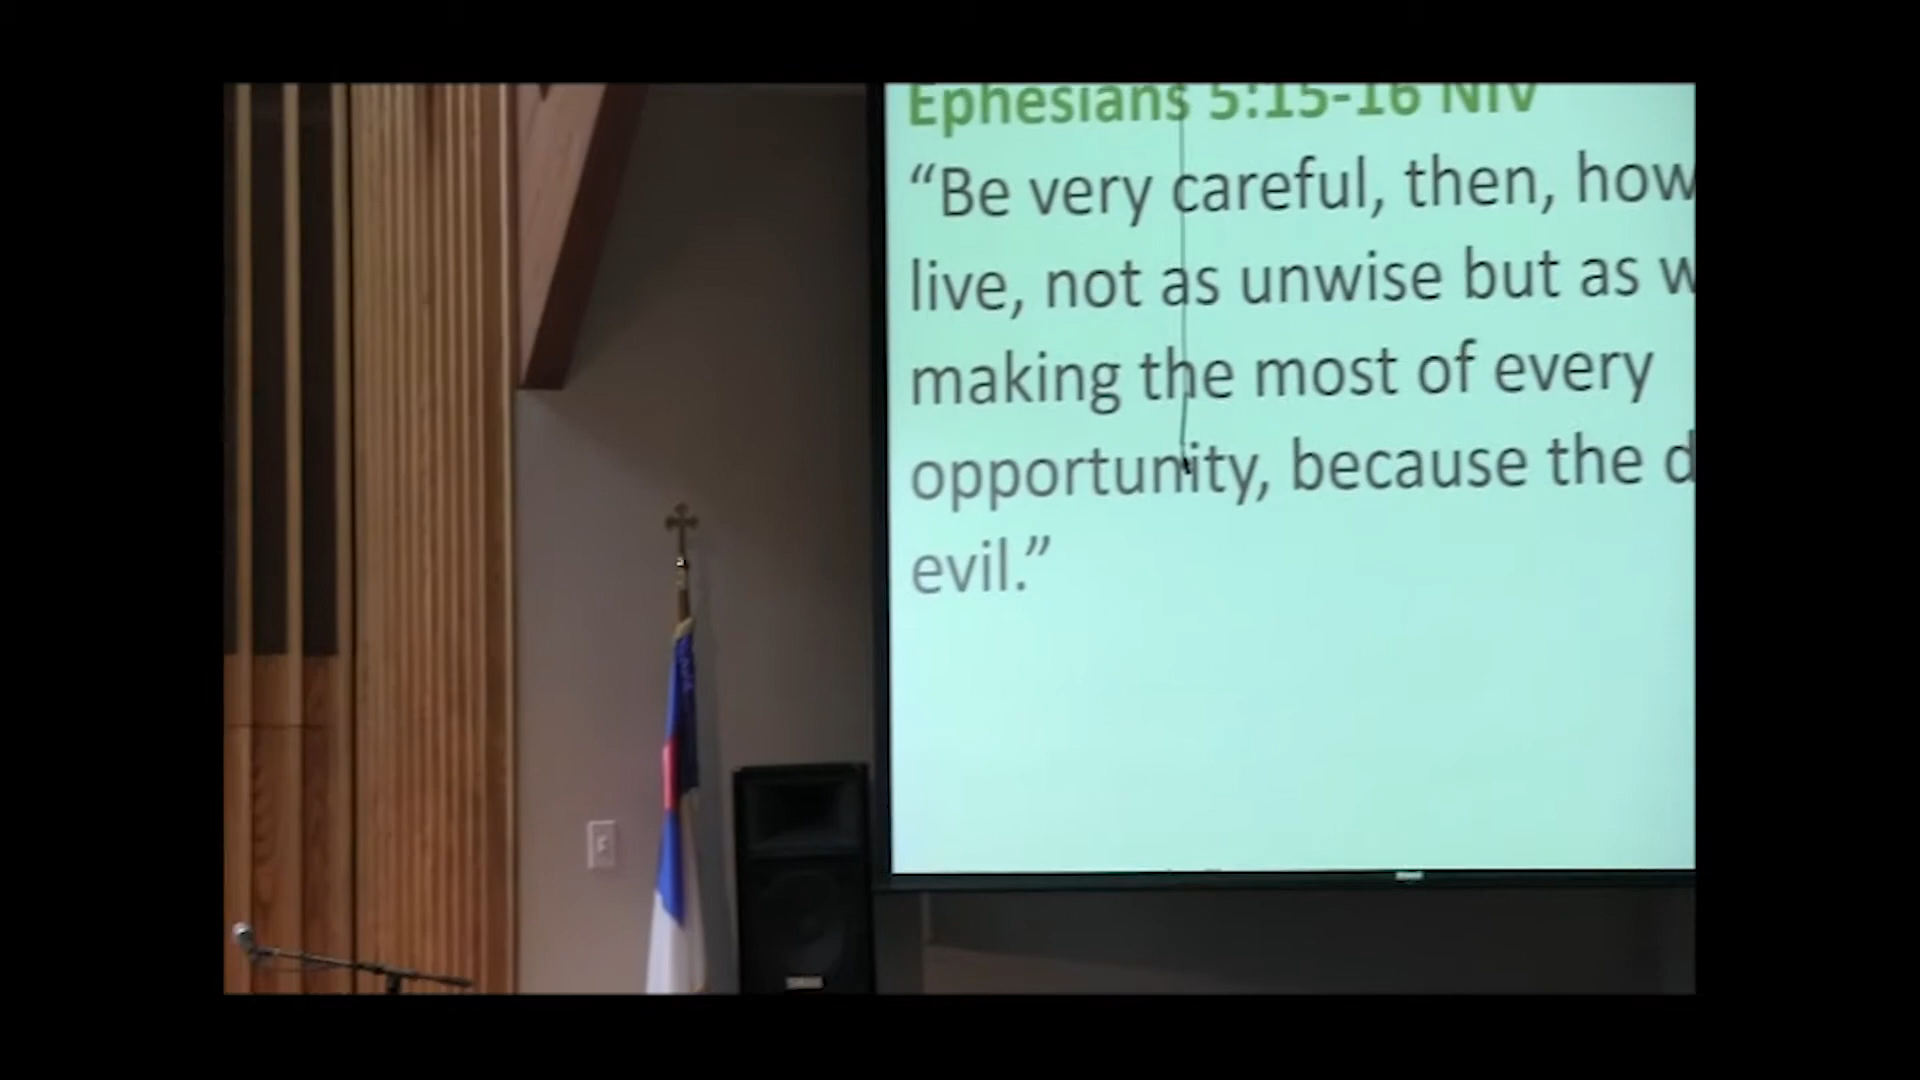 Ephesians 5:15-16 NIV
“Be very careful, then, how
live, not as unwise but as w
making the most of every
opportunity, because the d
evil.”